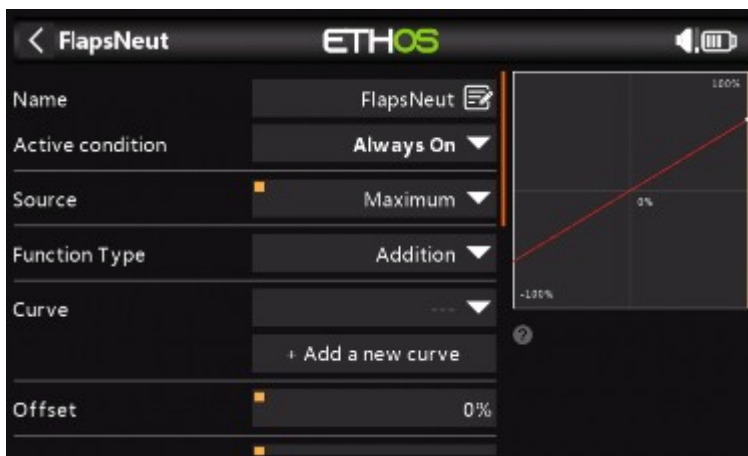 FlapsNeut ETHOS
Name FlapsNeut
Active condition Always On
Source Maximum
Function Type Addition
Curve ---
+ Add a new curve
Offset 0%
100%
0%
-100%
?